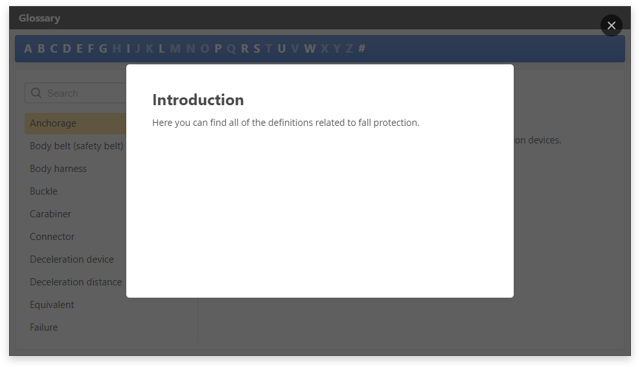 Glossary
A B C D E F G H I J K L M N O P Q R S T U V W X Y Z #
Search
Introduction
Here you can find all of the definitions related to fall protection.
on devices.
Anchorage
Body belt (safety belt)
Body harness
Buckle
Carabiner
Connector
Deceleration device
Deceleration distance
Equivalent
Failure